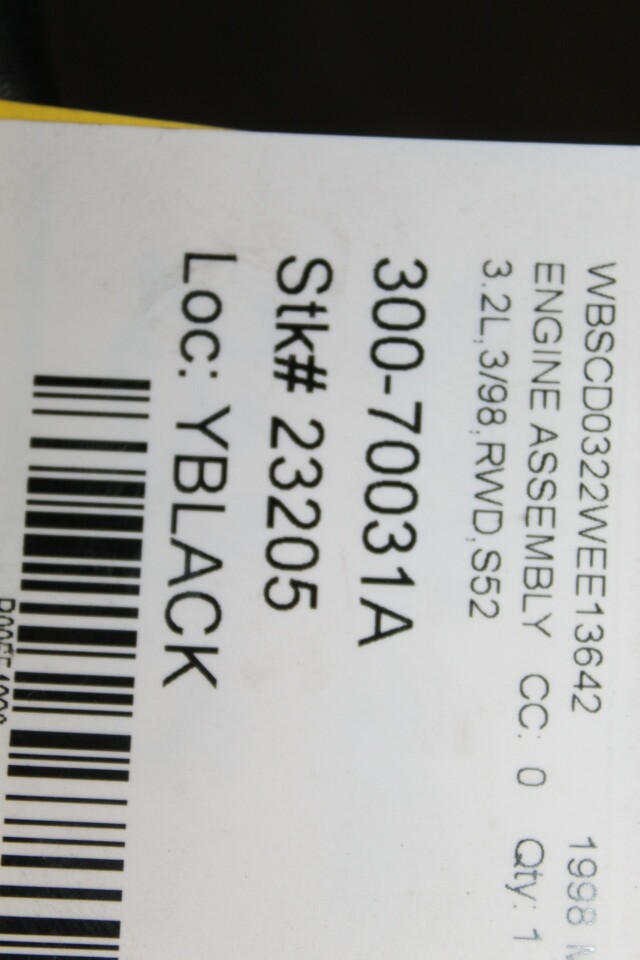 WBSCD0322WEE13642 1998
ENGINE ASSEMBLY CC: 0 Qty: 1
3.2L,3/98,RWD,S52
300-70031A
Stk# 23205
Loc: YBLACK